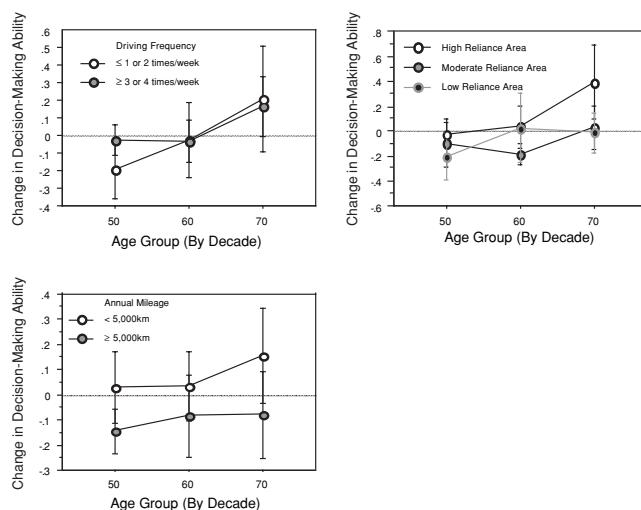 Change in Decision-Making Ability
.6
.5
.4
.3
.2
.1
0
-.1
-.2
-.3
-.4
Driving Frequency
≤ 1 or 2 times/week
≥ 3 or 4 times/week
50 60 70
Age Group (By Decade)
Change in Decision-Making Ability
.8
.6
.4
.2
0
-.2
-.4
-.6
High Reliance Area
Moderate Reliance Area
Low Reliance Area
50 60 70
Age Group (By Decade)
Change in Decision-Making Ability
.4
.3
.2
.1
0
-.1
-.2
.3
Annual Mileage
< 5,000km
≥ 5,000km
50 60 70
Age Group (By Decade)